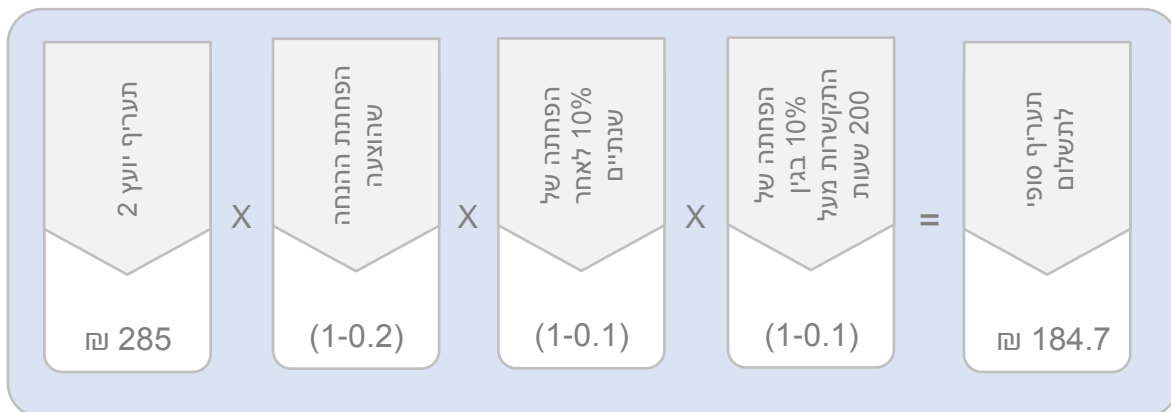 תעריף יועץ 2
285 ₪
X
הפחתת ההנחה
שהוצעה
(1-0.2)
X
הפחתה של
10% לאחר
שנתיים
(1-0.1)
X
הפחתה של
10% בגין
התקשרות מעל
200 שעות
(1-0.1)
=
תעריף סופי
לתשלום
184.7 ₪